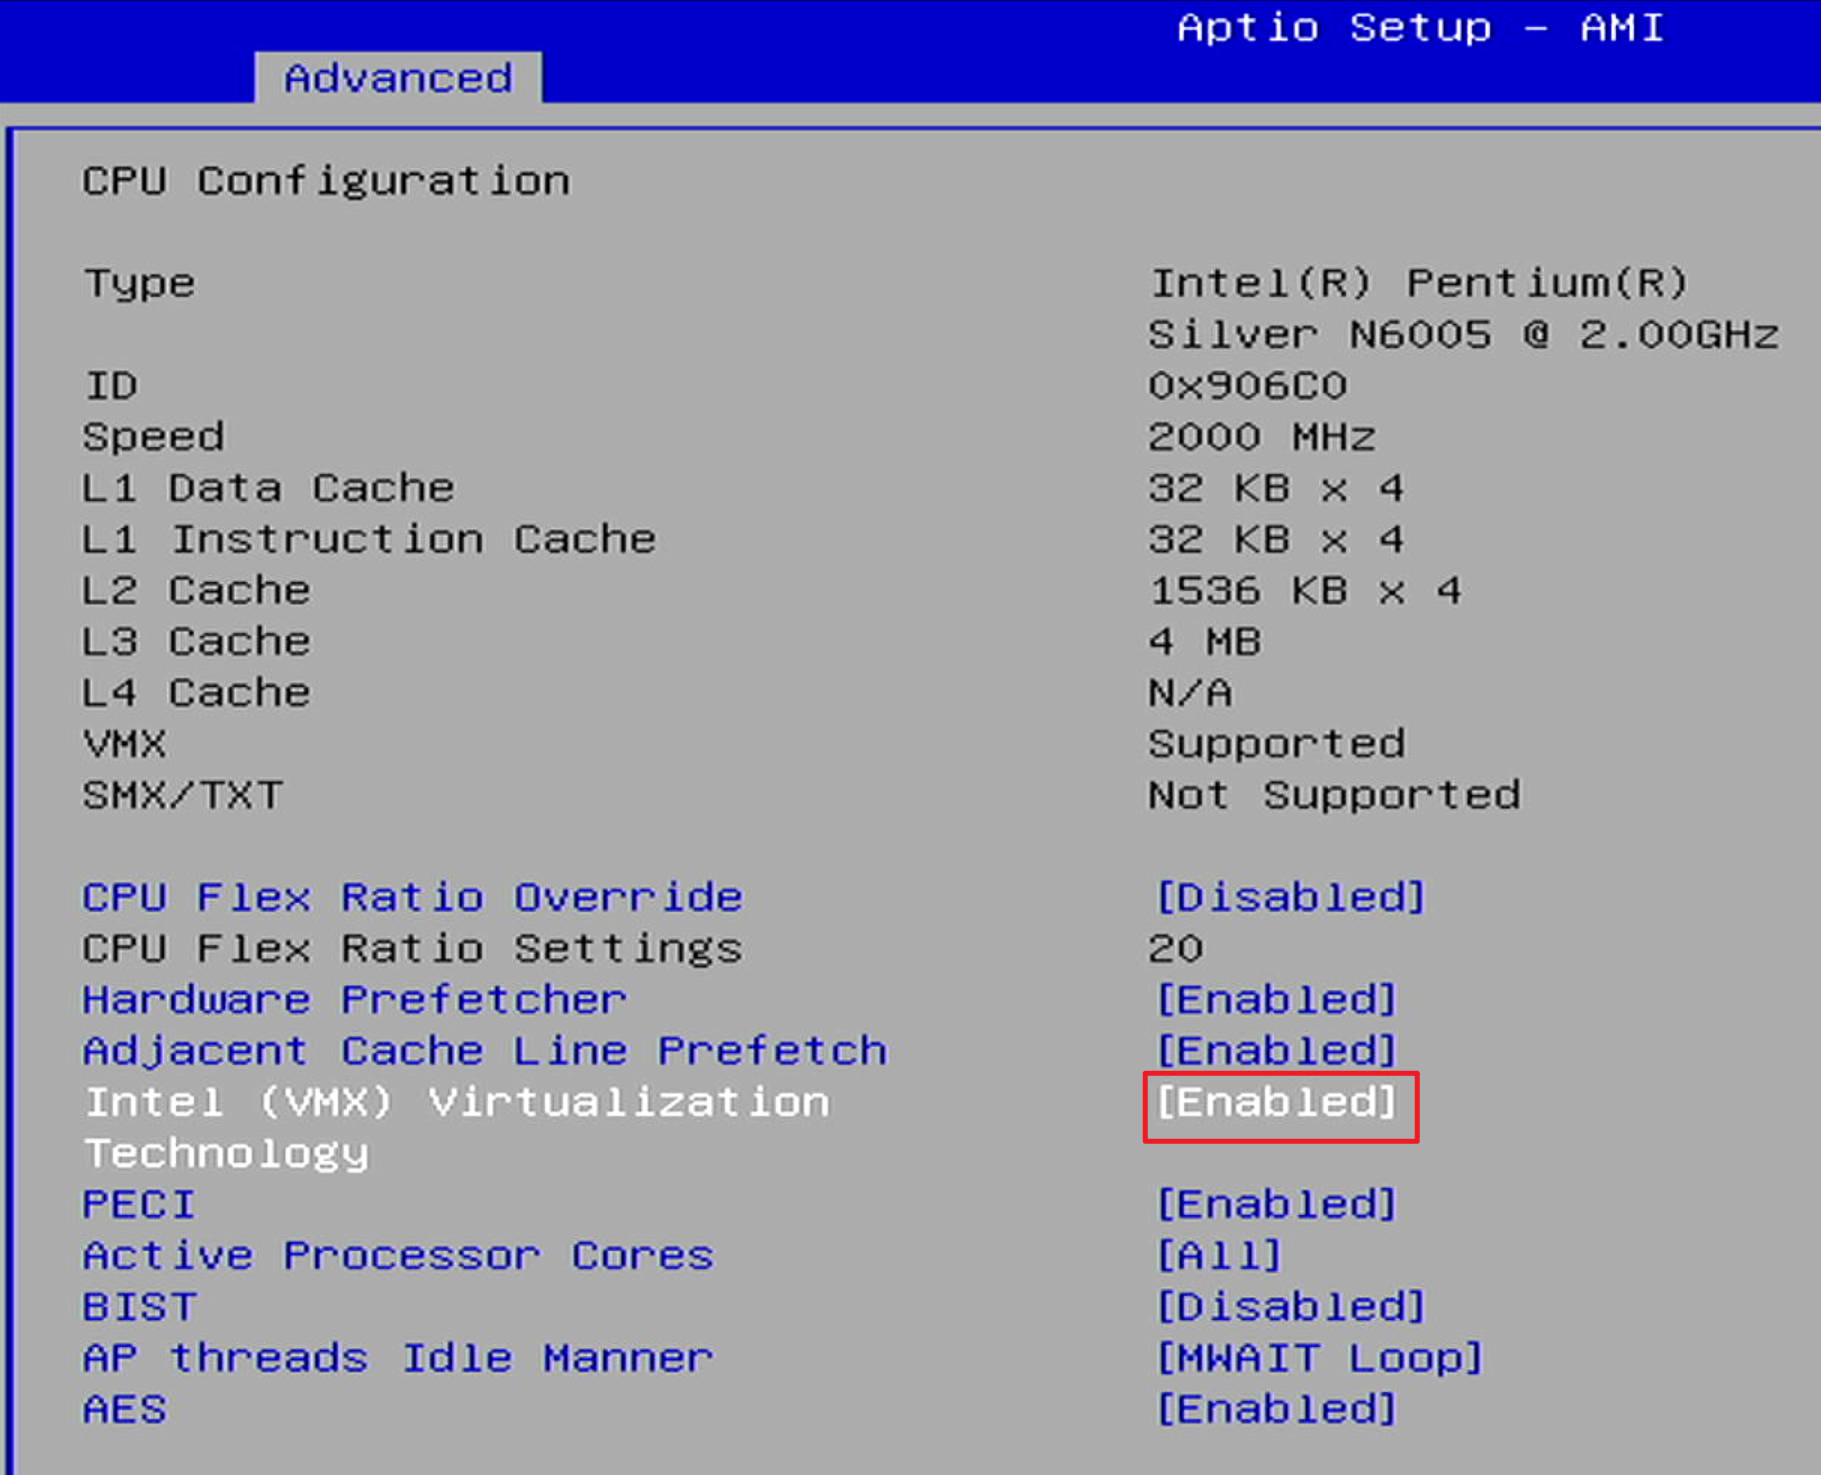 Aptio Setup - AMI
Advanced
CPU Configuration
Type Intel(R) Pentium(R)
Silver N6005 @ 2.00GHz
ID 0x906C0
Speed 2000 MHz
L1 Data Cache 32 KB x 4
L1 Instruction Cache 32 KB x 4
L2 Cache 1536 KB x 4
L3 Cache 4 MB
L4 Cache N/A
VMX Supported
SMX/TXT Not Supported
CPU Flex Ratio Override [Disabled]
CPU Flex Ratio Settings 20
Hardware Prefetcher [Enabled]
Adjacent Cache Line Prefetch [Enabled]
Intel (VMX) Virtualization [Enabled]
Technology
PECI [Enabled]
Active Processor Cores [All]
BIST [Disabled]
AP threads Idle Manner [MWAIT Loop]
AES [Enabled]